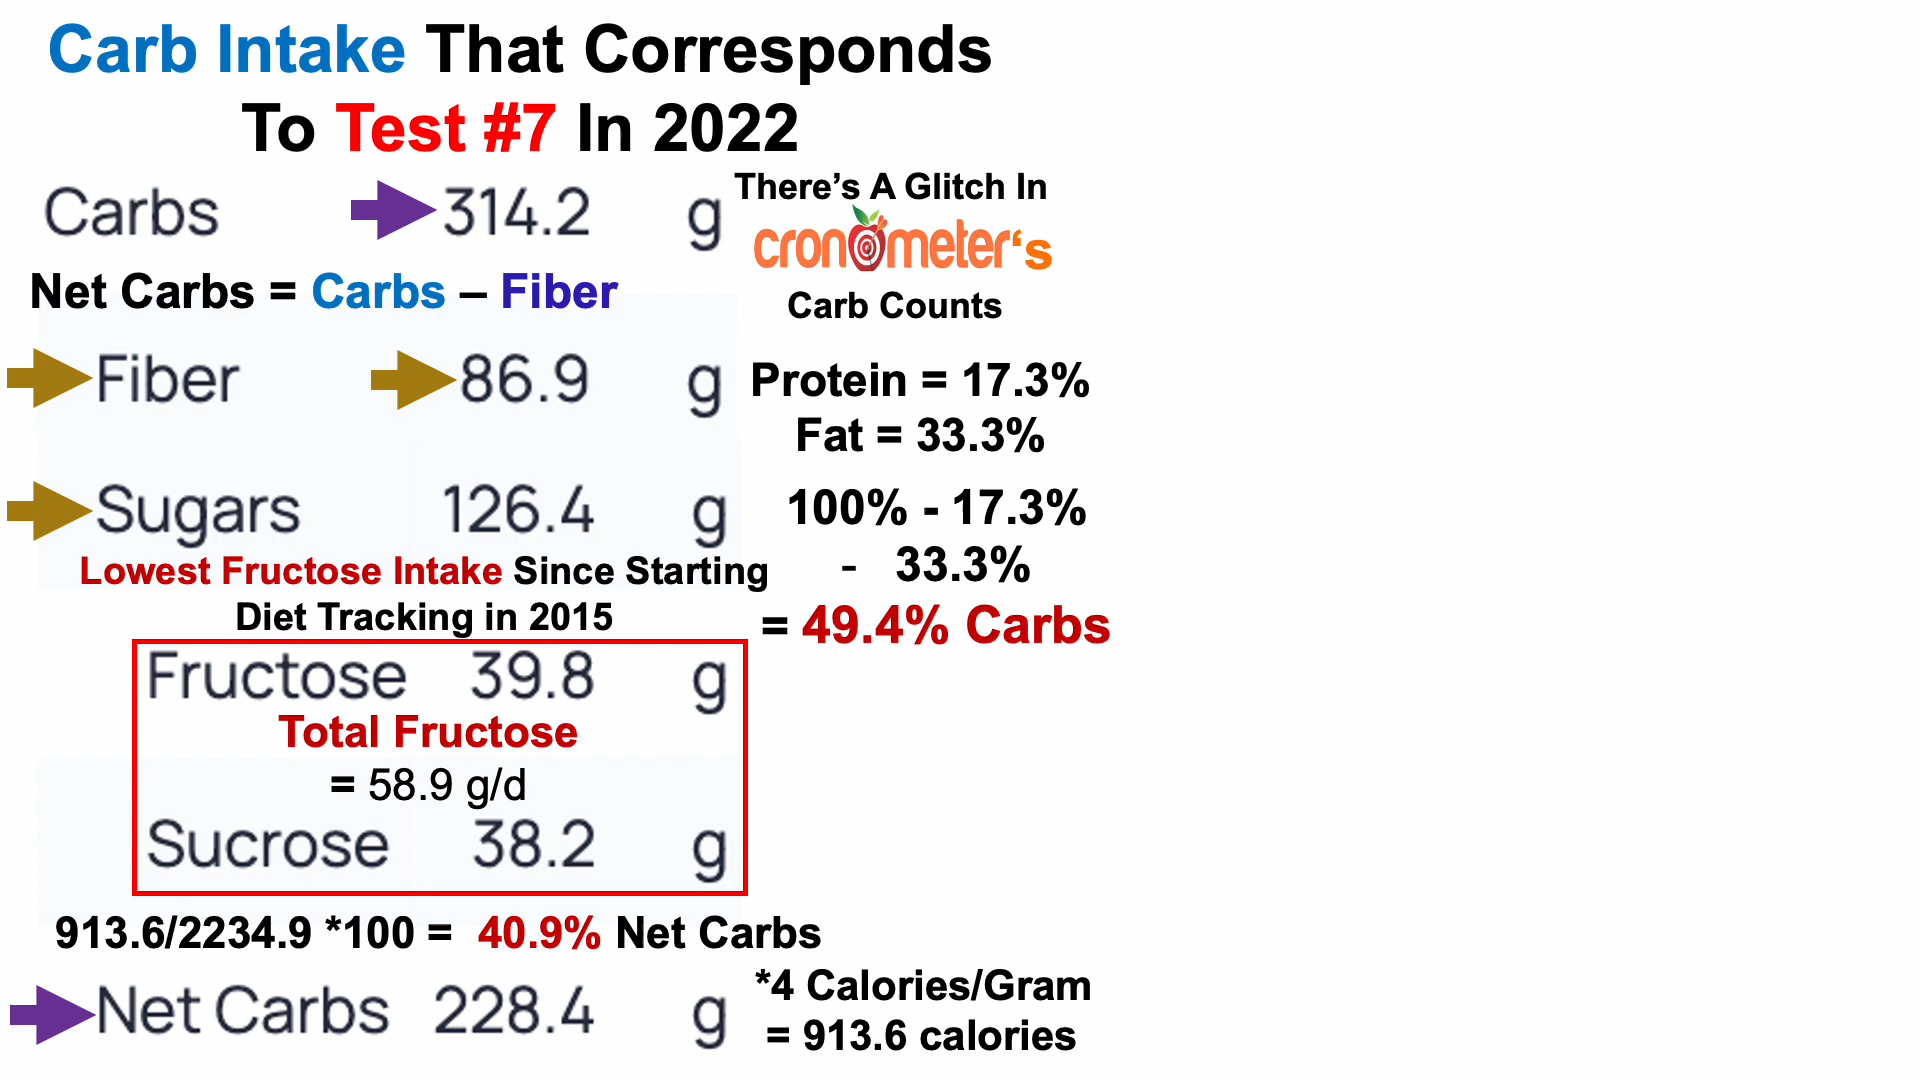 Carb Intake That Corresponds
To Test #7 In 2022
Carbs 314.2 g
There's A Glitch In
cronometer's
Carb Counts
Net Carbs = Carbs – Fiber
Fiber 86.9 g
Protein = 17.3%
Fat = 33.3%
Sugars 126.4 g
100% - 17.3%
- 33.3%
= 49.4% Carbs
Lowest Fructose Intake Since Starting
Diet Tracking in 2015
Fructose 39.8 g
Total Fructose
= 58.9 g/d
Sucrose 38.2 g
913.6/2234.9 *100 = 40.9% Net Carbs
Net Carbs 228.4 g
*4 Calories/Gram
= 913.6 calories